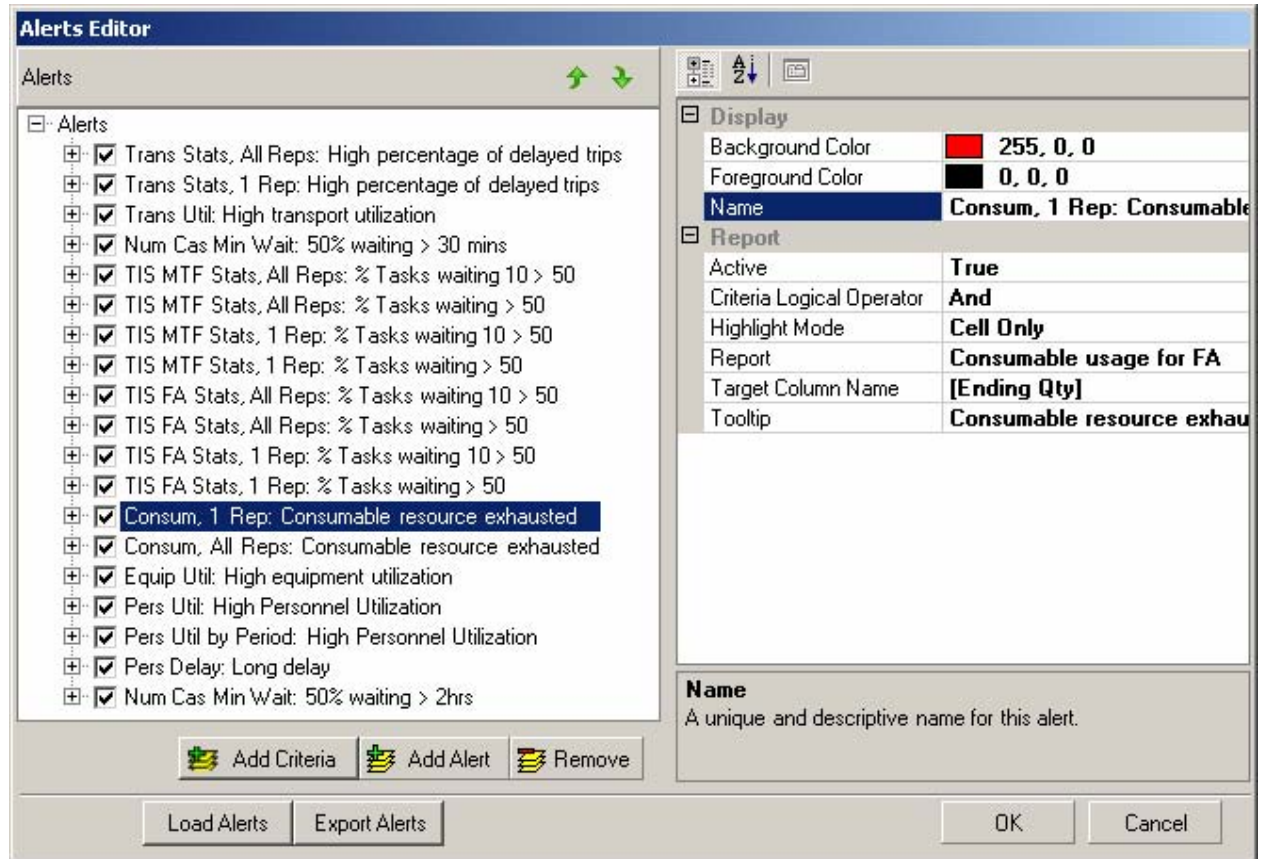 Alerts Editor
Alerts
Alerts
Trans Stats, All Reps: High percentage of delayed trips
Trans Stats, 1 Rep: High percentage of delayed trips
Trans Util: High transport utilization
Num Cas Min Wait: 50% waiting > 30 mins
TIS MTF Stats, All Reps: % Tasks waiting 10 > 50
TIS MTF Stats, All Reps: % Tasks waiting > 50
TIS MTF Stats, 1 Rep: % Tasks waiting 10 > 50
TIS MTF Stats, 1 Rep: % Tasks waiting > 50
TIS FA Stats, All Reps: % Tasks waiting 10 > 50
TIS FA Stats, All Reps: % Tasks waiting > 50
TIS FA Stats, 1 Rep: % Tasks waiting 10 > 50
TIS FA Stats, 1 Rep: % Tasks waiting > 50
Consum, 1 Rep: Consumable resource exhausted
Consum, All Reps: Consumable resource exhausted
Equip Util: High equipment utilization
Pers Util: High Personnel Utilization
Pers Util by Period: High Personnel Utilization
Pers Delay: Long delay
Num Cas Min Wait: 50% waiting > 2hrs
Add Criteria
Add Alert
Remove
A Z
Display
Background Color 255, 0, 0
Foreground Color 0, 0, 0
Name Consum, 1 Rep: Consumable
Report
Active True
Criteria Logical Operator And
Highlight Mode Cell Only
Report Consumable usage for FA
Target Column Name [Ending Qty]
Tooltip Consumable resource exhau
Name
A unique and descriptive name for this alert.
Load Alerts
Export Alerts
OK
Cancel